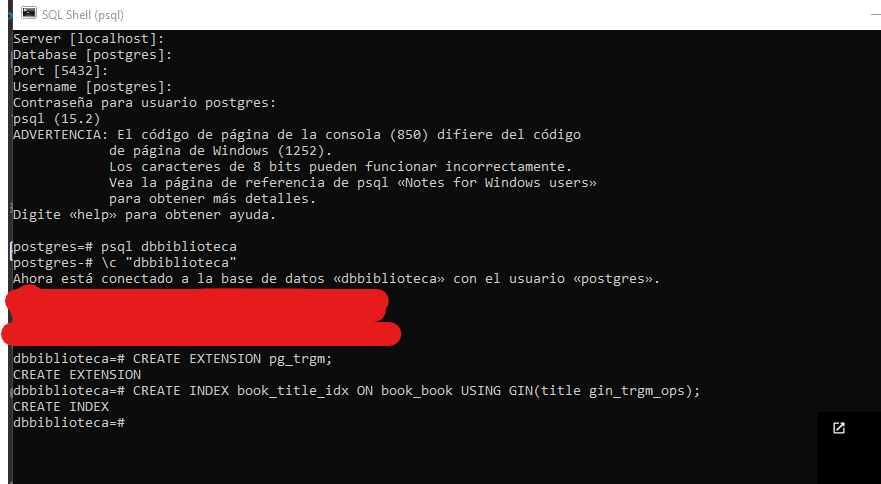 SQL Shell (psql)
Server [localhost]:
Database [postgres]:
Port [5432]:
Username [postgres]:
Contraseña para usuario postgres:
psql (15.2)
ADVERTENCIA: El código de página de la consola (850) difiere del código
de página de Windows (1252).
Los caracteres de 8 bits pueden funcionar incorrectamente.
Vea la página de referencia de psql «Notes for Windows users»
para obtener más detalles.
Digite «help» para obtener ayuda.
postgres=# psql dbbiblioteca
postgres-# \c "dbbiblioteca"
Ahora está conectado a la base de datos «dbbiblioteca» con el usuario «postgres».
dbbiblioteca=# CREATE EXTENSION pg_trgm;
CREATE EXTENSION
dbbiblioteca=# CREATE INDEX book_title_idx ON book_book USING GIN(title gin_trgm_ops);
CREATE INDEX
dbbiblioteca=#